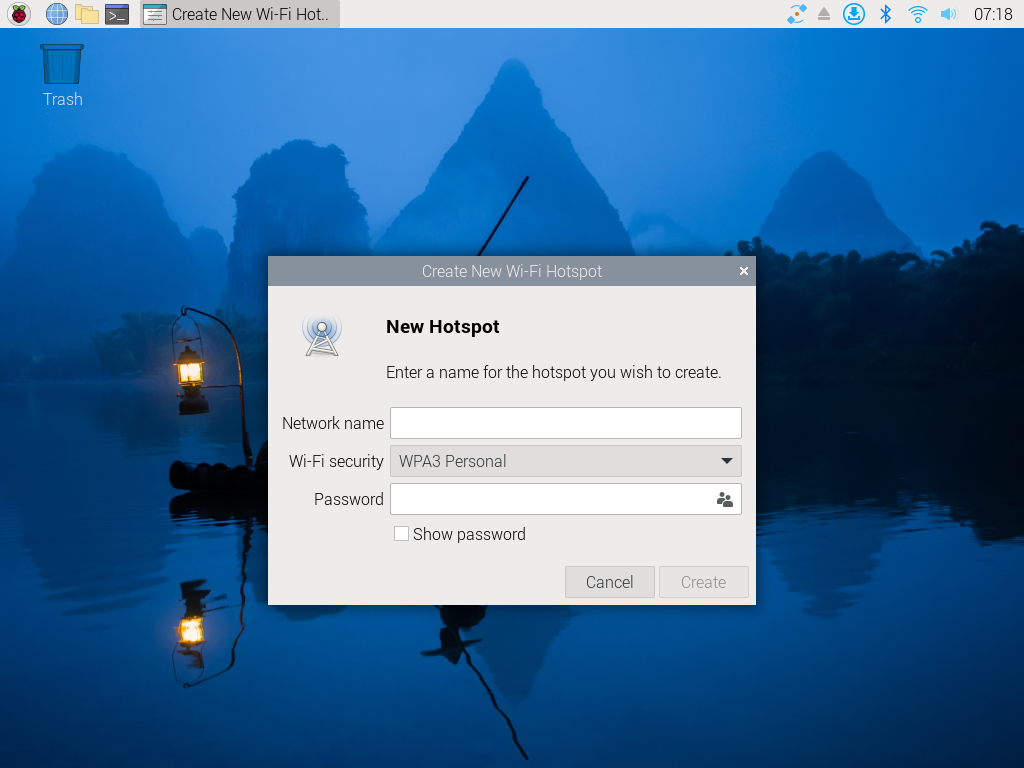 Create New Wi-Fi Hot..
07:18
Trash
Create New Wi-Fi Hotspot
New Hotspot
Enter a name for the hotspot you wish to create.
Network name
Wi-Fi security WPA3 Personal
Password
Show password
Cancel Create